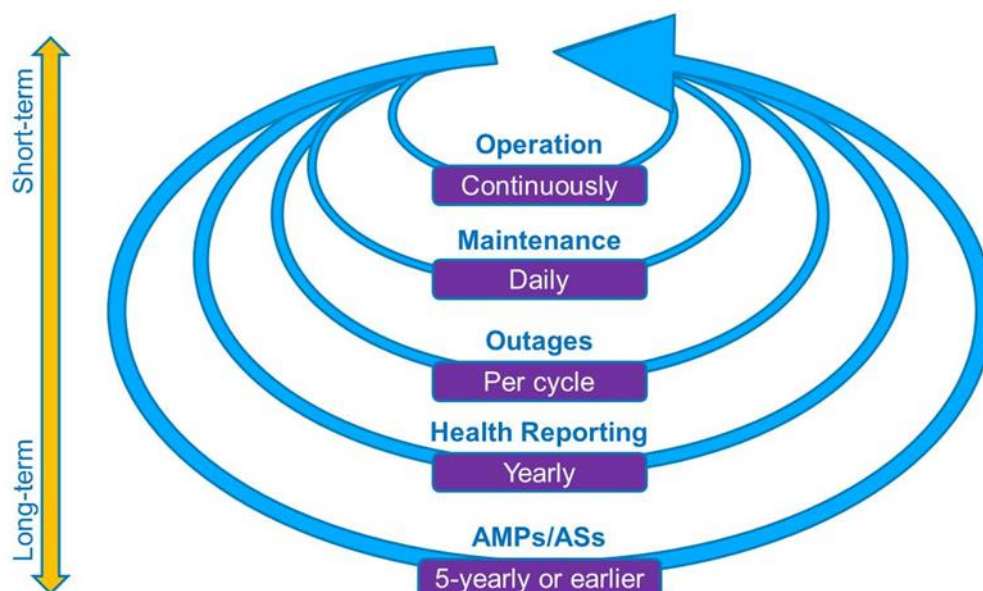 Short-term
Long-term
Operation
Continuously
Maintenance
Daily
Outages
Per cycle
Health Reporting
Yearly
AMPs/ASs
5-yearly or earlier